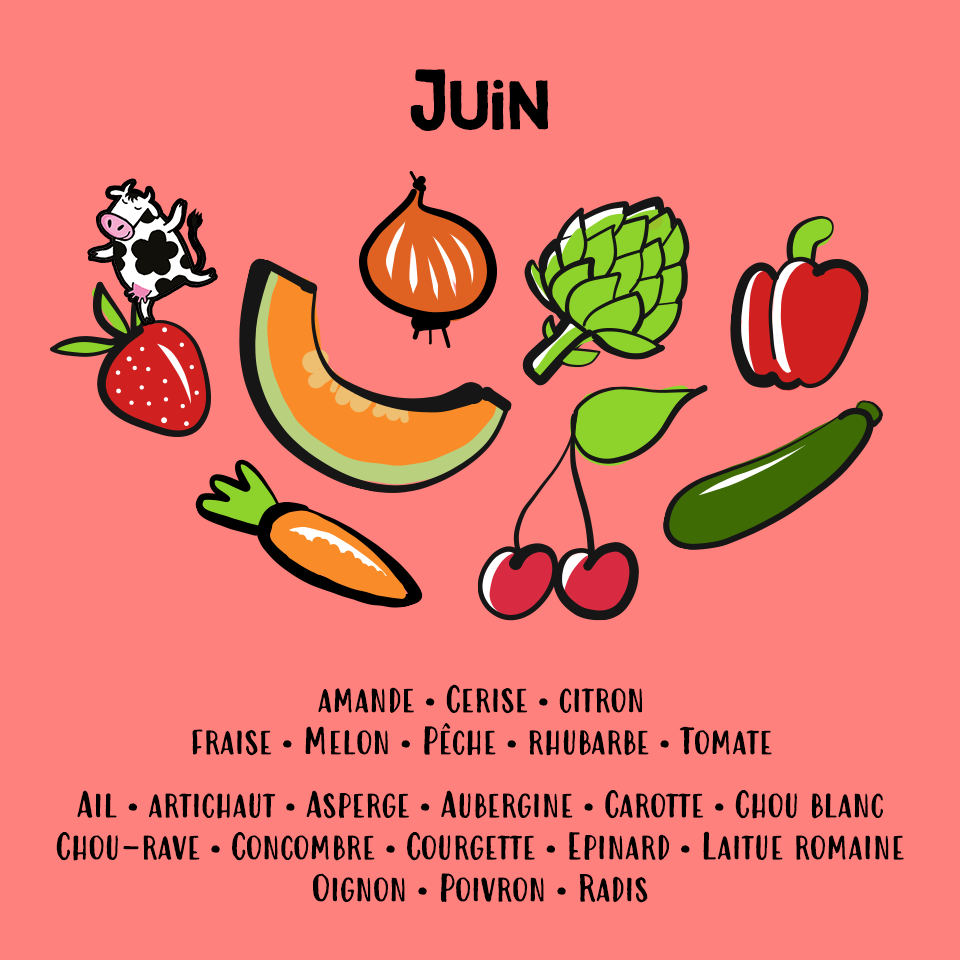 Juin
amande • Cerise • citron
fraise • Melon • Pêche • rhubarbe • Tomate
Ail • artichaut • Asperge • Aubergine • Carotte • Chou blanc
Chou-rave • Concombre • Courgette • Epinard • Laitue romaine
Oignon • Poivron • Radis